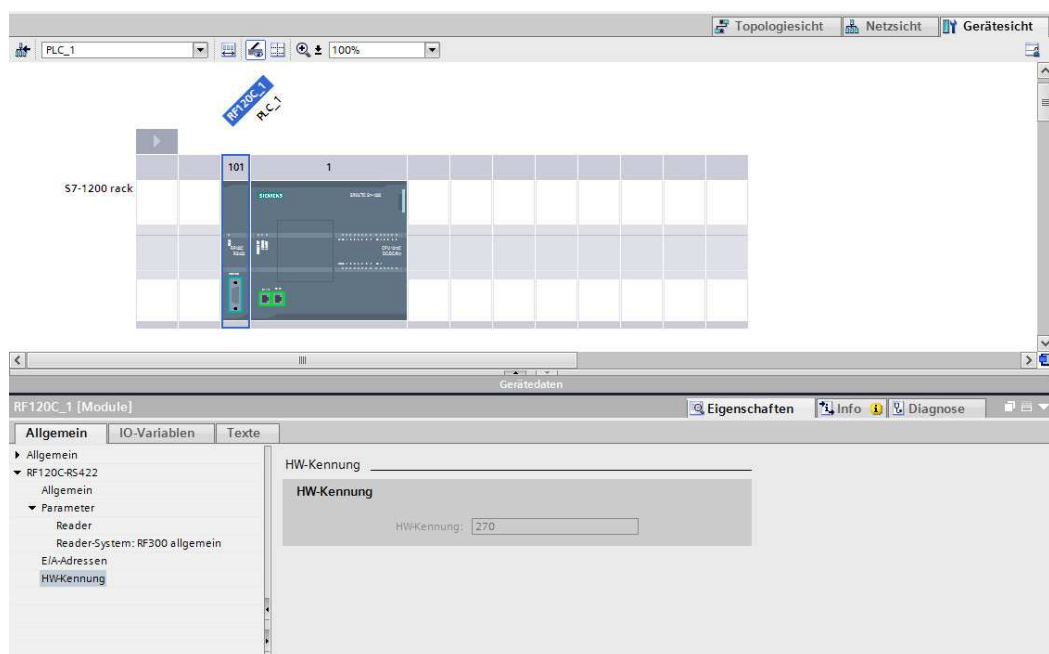 Topologiesicht Netzsicht Gerätesicht
PLC_1 100%
RF120C_1
PLC_1
101 1
S7-1200 rack
SIEMENS
Gerätedaten
RF120C_1 [Module] Eigenschaften Info Diagnose
Allgemein IO-Variablen Texte
Allgemein
RF120C-RS422
Allgemein
Parameter
Reader
Reader-System: RF300 allgemein
E/A-Adressen
HW-Kennung
HW-Kennung
HW-Kennung
HW-Kennung: 270